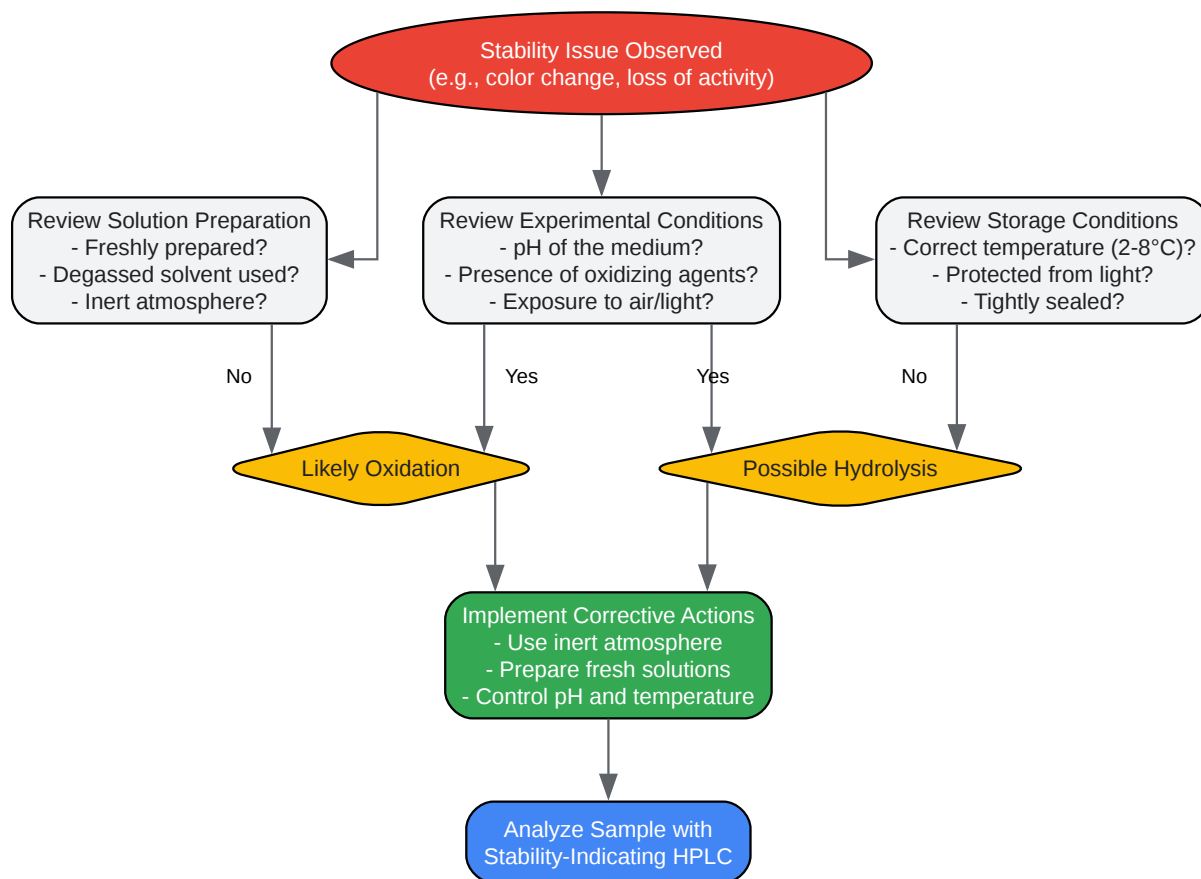 Stability Issue Observed
(e.g., color change, loss of activity)
Review Solution Preparation
- Freshly prepared?
- Degassed solvent used?
- Inert atmosphere?
Review Experimental Conditions
- pH of the medium?
- Presence of oxidizing agents?
- Exposure to air/light?
Review Storage Conditions
- Correct temperature (2-8°C)?
- Protected from light?
- Tightly sealed?
No
Yes
Yes
No
Likely Oxidation
Possible Hydrolysis
Implement Corrective Actions
- Use inert atmosphere
- Prepare fresh solutions
- Control pH and temperature
Analyze Sample with
Stability-Indicating HPLC